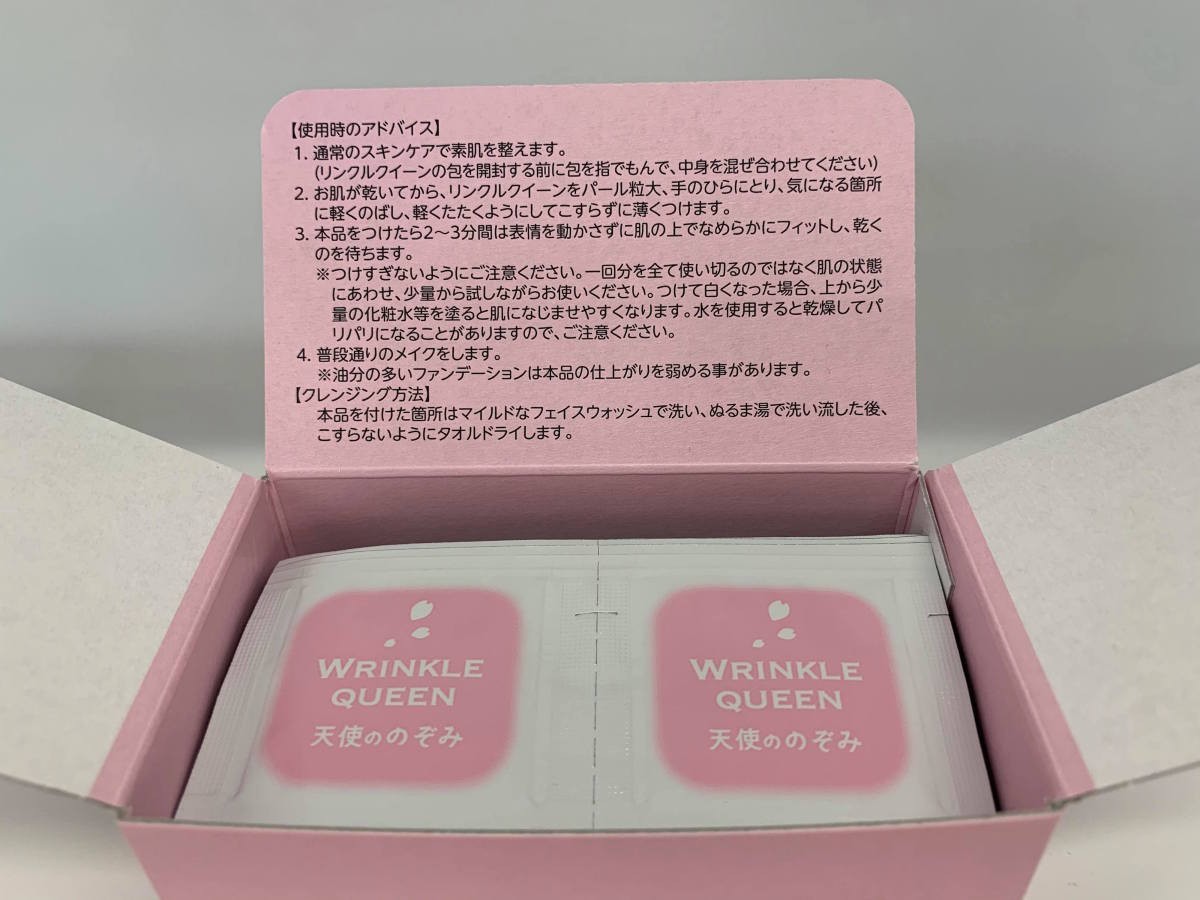 【使用時のアドバイス】
1. 通常のスキンケアで素肌を整えます。
(リンクルクイーンの包を開封する前に包を指でもんで、中身を混ぜ合わせてください)
2. お肌が乾いてから、リンクルクイーンをパール粒大、手のひらにとり、気になる箇所
に軽くのばし、軽くたたくようにしてこすらずに薄くつけます。
3. 本品をつけたら2～3分間は表情を動かさずに肌の上でなめらかにフィットし、乾く
のを待ちます。
※つけすぎないようにご注意ください。一回分を全て使い切るのではなく肌の状態
にあわせ、少量から試しながらお使いください。つけて白くなった場合、上から少
量の化粧水等を塗ると肌になじませやすくなります。水を使用すると乾燥してパ
リパリになることがありますので、ご注意ください。
4. 普段通りのメイクをします。
※油分の多いファンデーションは本品の仕上がりを弱める事があります。
【クレンジング方法】
本品を付けた箇所はマイルドなフェイスウォッシュで洗い、ぬるま湯で洗い流した後、
こすらないようにタオルドライします。
WRINKLE
QUEEN
天使ののぞみ
WRINKLE
QUEEN
天使ののぞみ